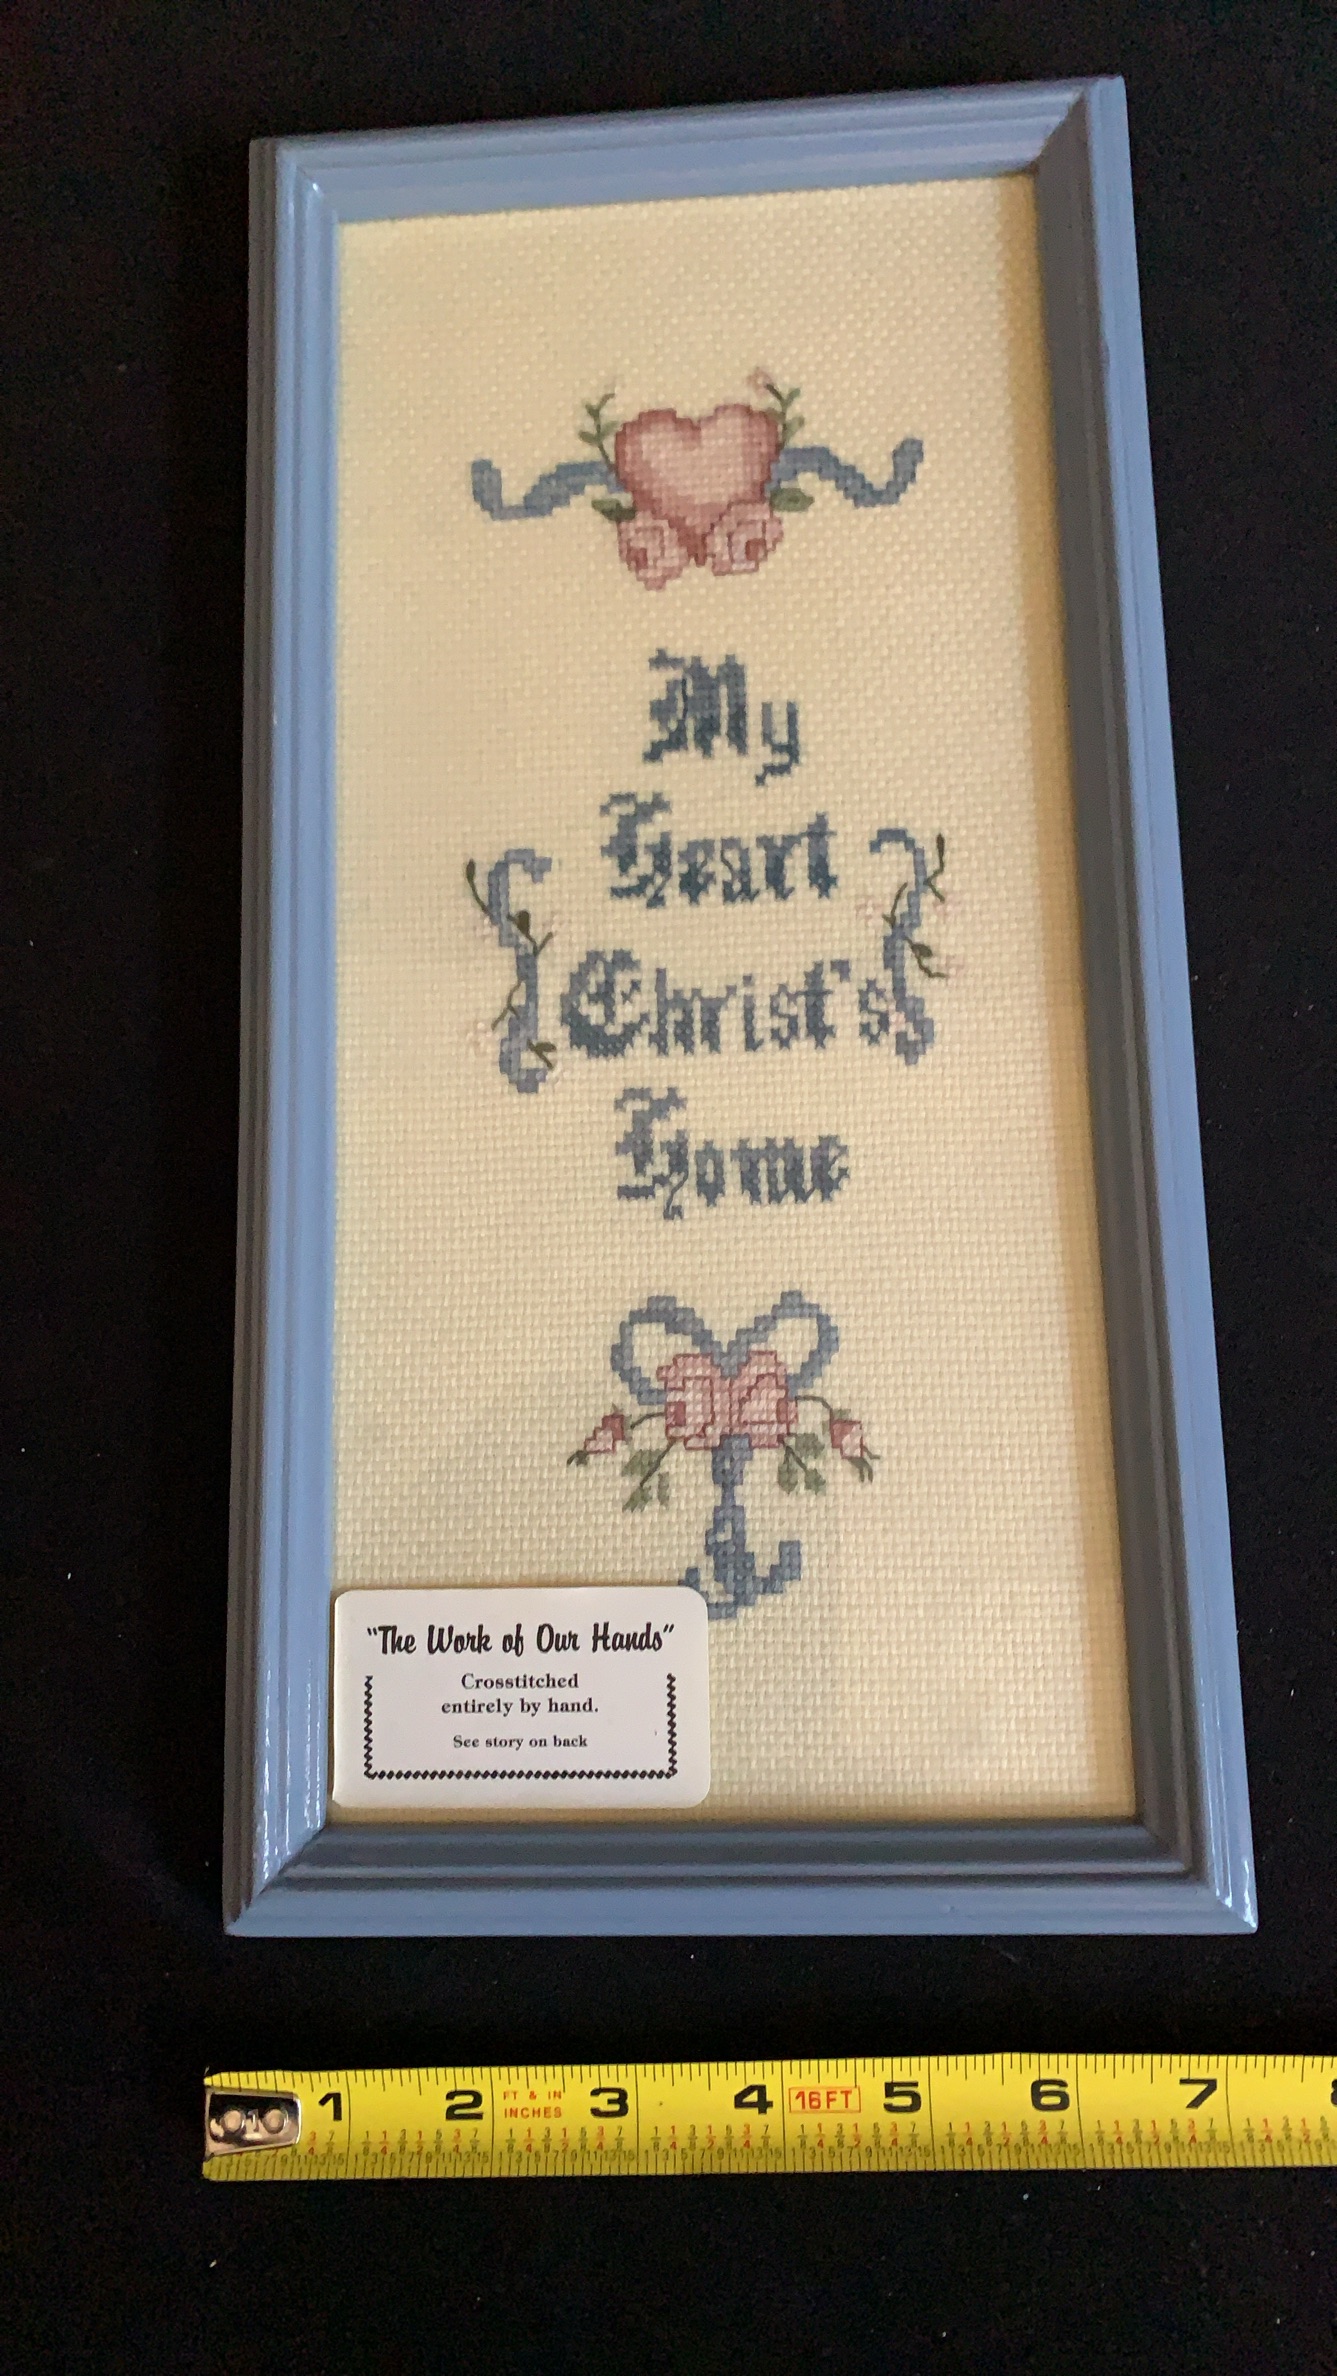 My
Heart
Christ's
Home
"The Work of Our Hands"
Crosstitched
entirely by hand.
See story on back
1 2 FT & IN INCHES 3 4 16FT 5 6 7 8